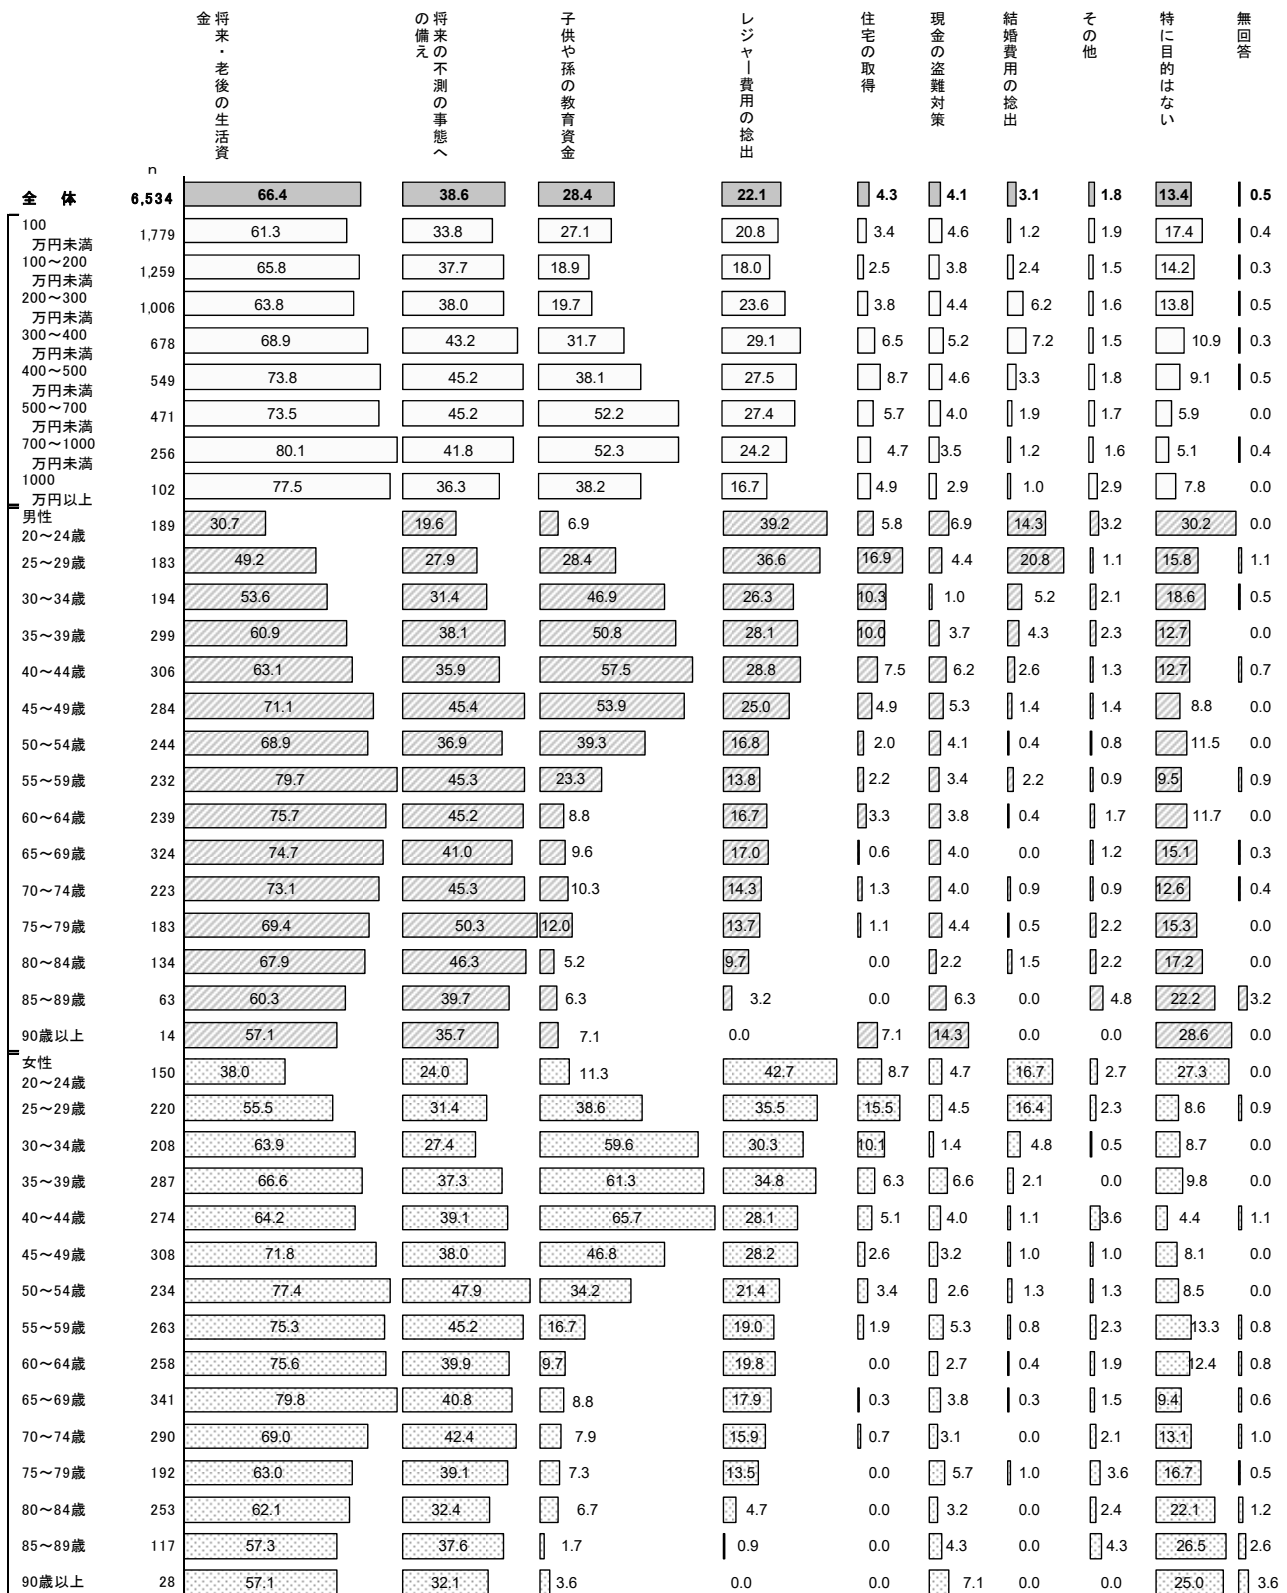 将来・老後の生活資金
将来の不測の事態への備え
子供や孫の教育資金
レジャー費用の捻出
住宅の取得
現金の盗難対策
結婚費用の捻出
その他
特に目的はない
無回答
n
全 体 6,534 66.4 38.6 28.4 22.1 4.3 4.1 3.1 1.8 13.4 0.5
100万円未満 1,779 61.3 33.8 27.1 20.8 3.4 4.6 1.2 1.9 17.4 0.4
100～200万円未満 1,259 65.8 37.7 18.9 18.0 2.5 3.8 2.4 1.5 14.2 0.3
200～300万円未満 1,006 63.8 38.0 19.7 23.6 3.8 4.4 6.2 1.6 13.8 0.5
300～400万円未満 678 68.9 43.2 31.7 29.1 6.5 5.2 7.2 1.5 10.9 0.3
400～500万円未満 549 73.8 45.2 38.1 27.5 8.7 4.6 3.3 1.8 9.1 0.5
500～700万円未満 471 73.5 45.2 52.2 27.4 5.7 4.0 1.9 1.7 5.9 0.0
700～1000万円未満 256 80.1 41.8 52.3 24.2 4.7 3.5 1.2 1.6 5.1 0.4
1000万円以上 102 77.5 36.3 38.2 16.7 4.9 2.9 1.0 2.9 7.8 0.0
男性
20～24歳 189 30.7 19.6 6.9 39.2 5.8 6.9 14.3 3.2 30.2 0.0
25～29歳 183 49.2 27.9 28.4 36.6 16.9 4.4 20.8 1.1 15.8 1.1
30～34歳 194 53.6 31.4 46.9 26.3 10.3 1.0 5.2 2.1 18.6 0.5
35～39歳 299 60.9 38.1 50.8 28.1 10.0 3.7 4.3 2.3 12.7 0.0
40～44歳 306 63.1 35.9 57.5 28.8 7.5 6.2 2.6 1.3 12.7 0.7
45～49歳 284 71.1 45.4 53.9 25.0 4.9 5.3 1.4 1.4 8.8 0.0
50～54歳 244 68.9 36.9 39.3 16.8 2.0 4.1 0.4 0.8 11.5 0.0
55～59歳 232 79.7 45.3 23.3 13.8 2.2 3.4 2.2 0.9 9.5 0.9
60～64歳 239 75.7 45.2 8.8 16.7 3.3 3.8 0.4 1.7 11.7 0.0
65～69歳 324 74.7 41.0 9.6 17.0 0.6 4.0 0.0 1.2 15.1 0.3
70～74歳 223 73.1 45.3 10.3 14.3 1.3 4.0 0.9 0.9 12.6 0.4
75～79歳 183 69.4 50.3 12.0 13.7 1.1 4.4 0.5 2.2 15.3 0.0
80～84歳 134 67.9 46.3 5.2 9.7 0.0 2.2 1.5 2.2 17.2 0.0
85～89歳 63 60.3 39.7 6.3 3.2 0.0 6.3 0.0 4.8 22.2 3.2
90歳以上 14 57.1 35.7 7.1 0.0 7.1 14.3 0.0 0.0 28.6 0.0
女性
20～24歳 150 38.0 24.0 11.3 42.7 8.7 4.7 16.7 2.7 27.3 0.0
25～29歳 220 55.5 31.4 38.6 35.5 15.5 4.5 16.4 2.3 8.6 0.9
30～34歳 208 63.9 27.4 59.6 30.3 10.1 1.4 4.8 0.5 8.7 0.0
35～39歳 287 66.6 37.3 61.3 34.8 6.3 6.6 2.1 0.0 9.8 0.0
40～44歳 274 64.2 39.1 65.7 28.1 5.1 4.0 1.1 3.6 4.4 1.1
45～49歳 308 71.8 38.0 46.8 28.2 2.6 3.2 1.0 1.0 8.1 0.0
50～54歳 234 77.4 47.9 34.2 21.4 3.4 2.6 1.3 1.3 8.5 0.0
55～59歳 263 75.3 45.2 16.7 19.0 1.9 5.3 0.8 2.3 13.3 0.8
60～64歳 258 75.6 39.9 9.7 19.8 0.0 2.7 0.4 1.9 12.4 0.8
65～69歳 341 79.8 40.8 8.8 17.9 0.3 3.8 0.3 1.5 9.4 0.6
70～74歳 290 69.0 42.4 7.9 15.9 0.7 3.1 0.0 2.1 13.1 1.0
75～79歳 192 63.0 39.1 7.3 13.5 0.0 5.7 1.0 3.6 16.7 0.5
80～84歳 253 62.1 32.4 6.7 4.7 0.0 3.2 0.0 2.4 22.1 1.2
85～89歳 117 57.3 37.6 1.7 0.9 0.0 4.3 0.0 4.3 26.5 2.6
90歳以上 28 57.1 32.1 3.6 0.0 0.0 7.1 0.0 0.0 25.0 3.6